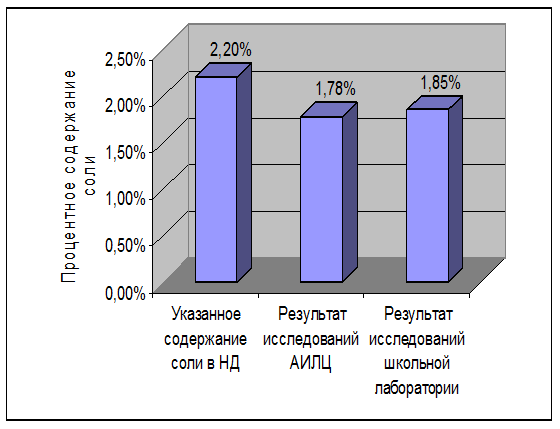 Процентное содержание
соли
2,50%
2,00%
1,50%
1,00%
0,50%
0,00%
2,20%
1,78%
1,85%
Указанное
содержание
соли в НД
Результат
исследований
АИЛЦ
Результат
исследований
школьной
лаборатории